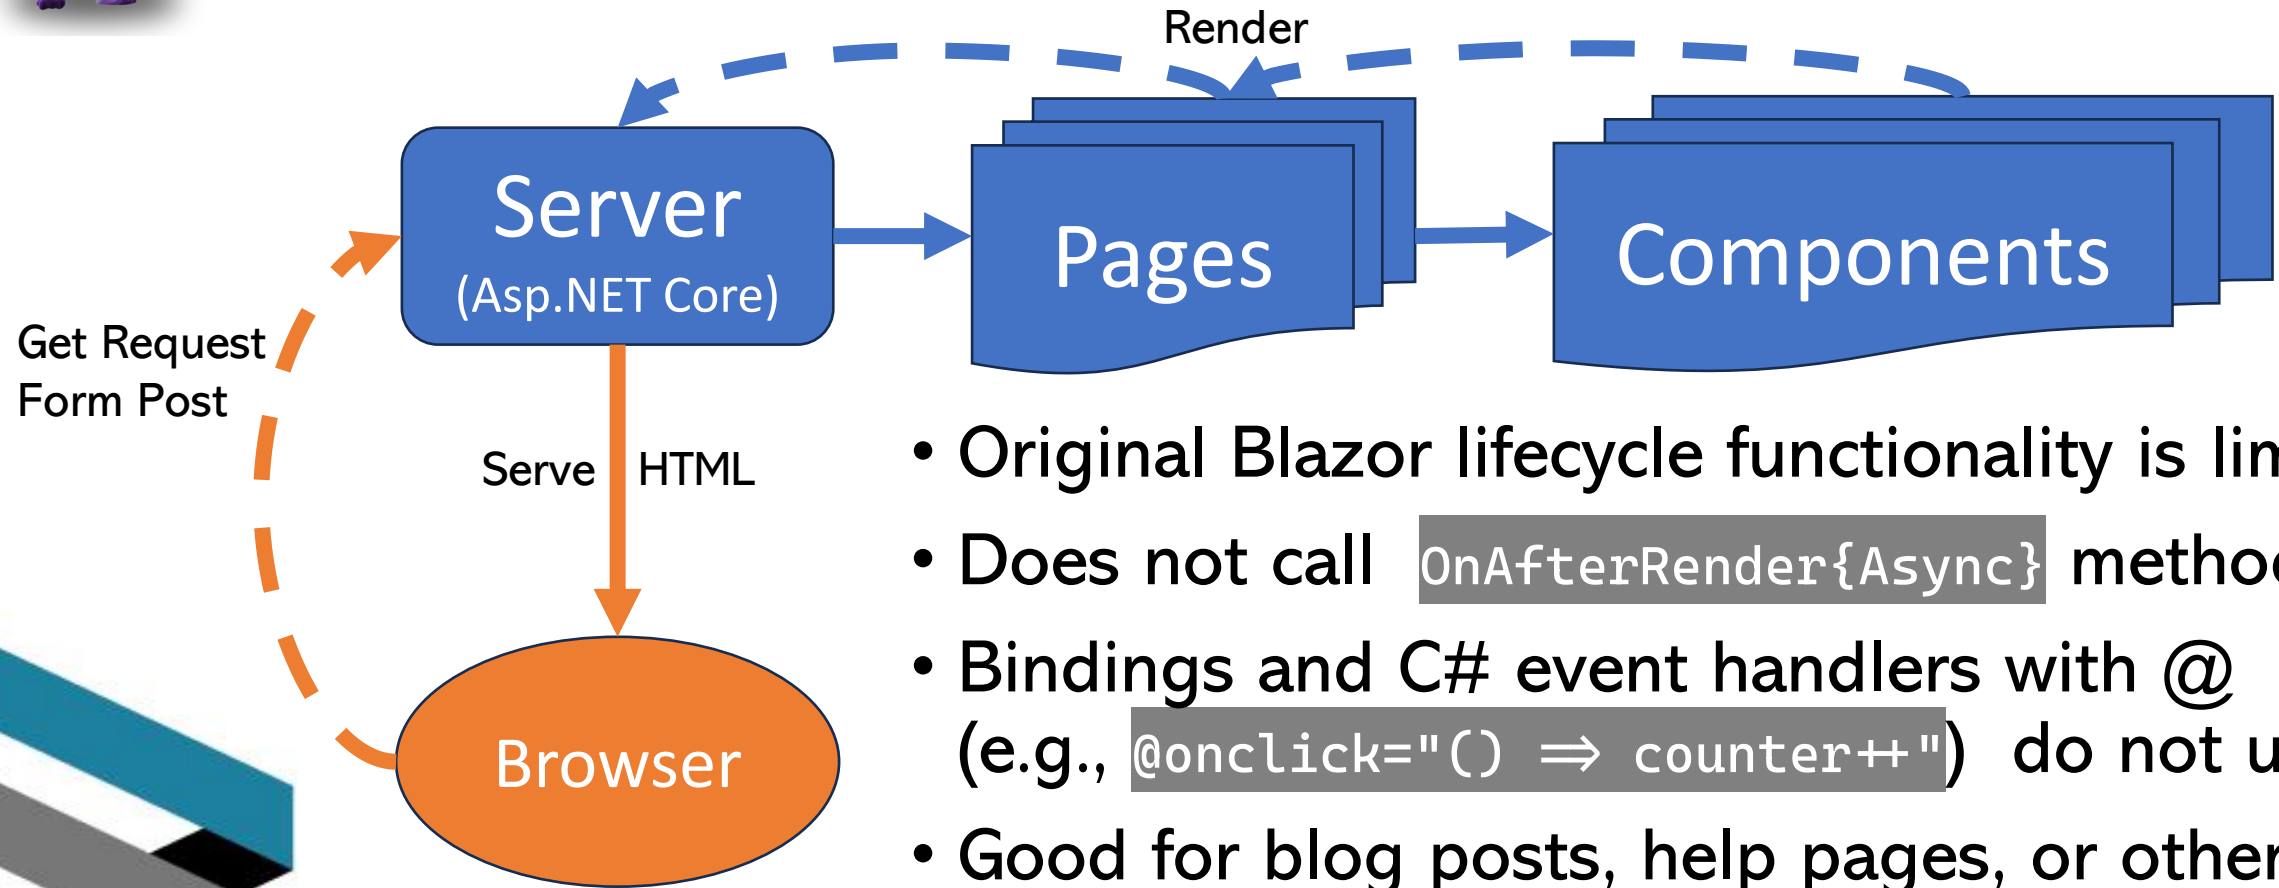 Render
Server
(Asp.NET Core)
Pages
Components
Get Request
Form Post
Serve HTML
Browser
• Original Blazor lifecycle functionality is
• Does not call OnAfterRender{Async}
• Bindings and C# event handlers with @
(e.g., @onclick="() => counter++") do not
• Good for blog posts, help pages, or other